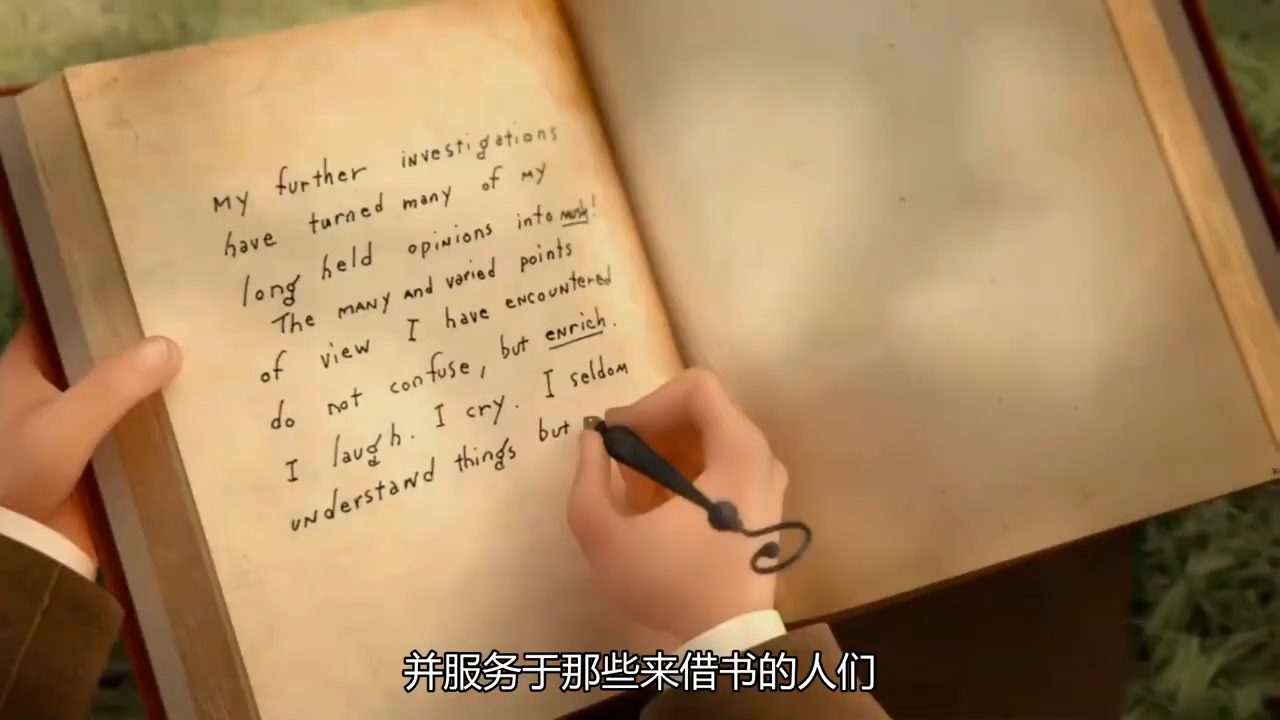 My further investigations
have turned many of my
long held opinions into mush!
The many and varied points
of view I have encountered
do not confuse, but enrich.
I laugh. I cry. I seldom
understand things but
并服务于那些来借书的人们